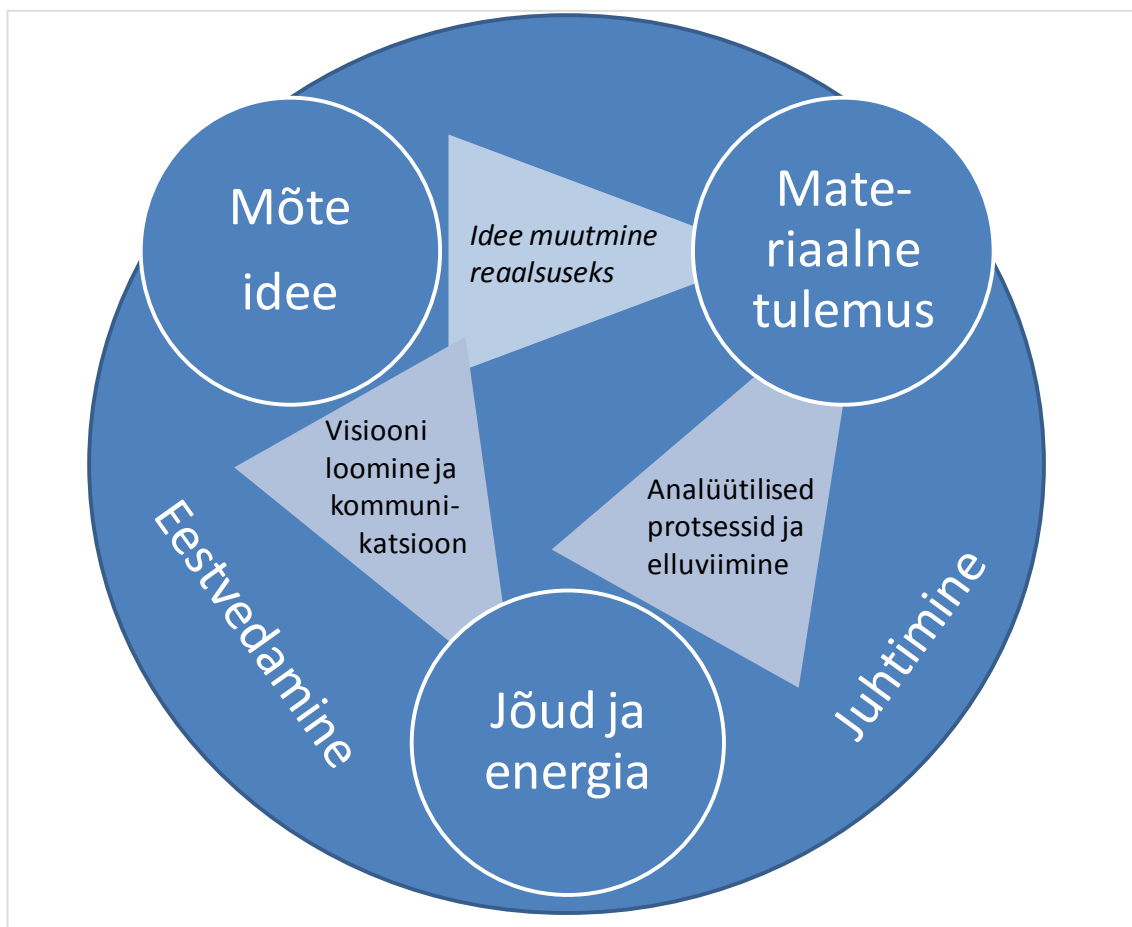 Mõte
idee
Idee muutmine
reaalsuseks
Mate-
riaalne
tulemus
Visiooni
loomine ja
kommuni-
katsioon
Analüütilised
protsessid ja
elluviimine
Eestvedamine
Jõud ja
energia
Juhtimine